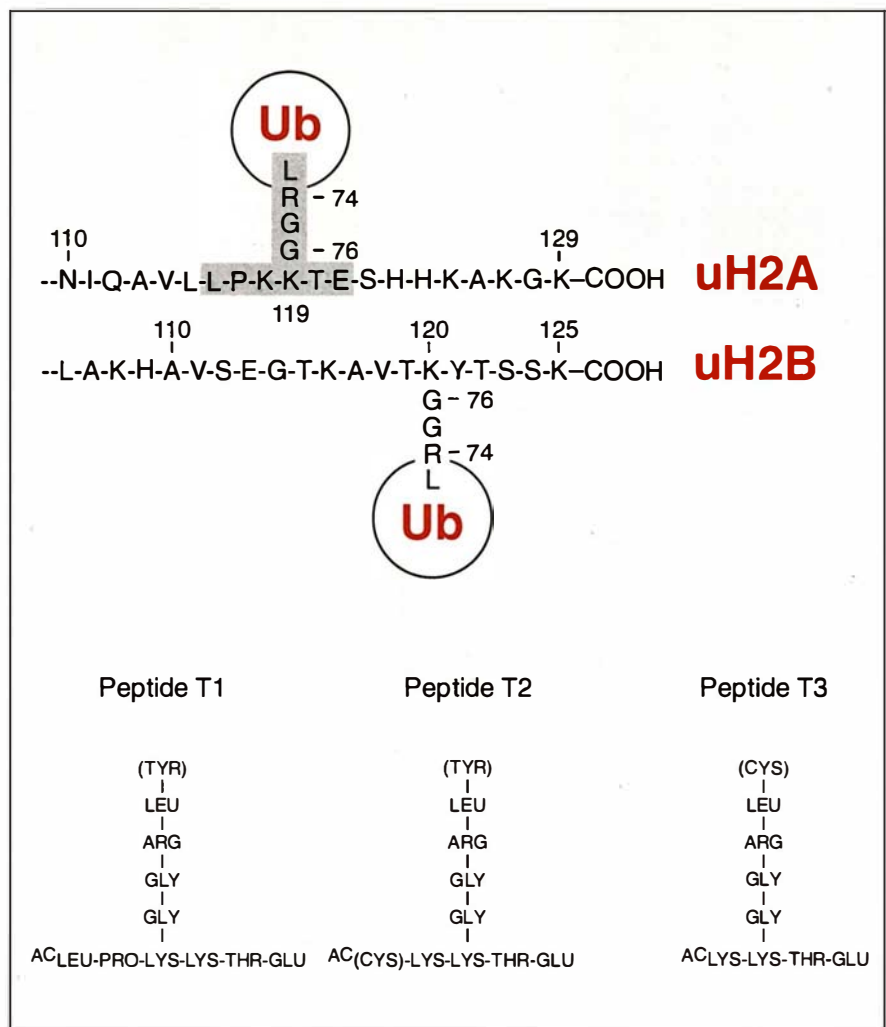 Ub
L
R - 74
G
110 G - 76 129
--N-I-Q-A-V-L-L-P-K-K-T-E-S-H-H-K-A-K-G-K-COOH uH2A
119
110 120 125
--L-A-K-H-A-V-S-E-G-T-K-A-V-T-K-Y-T-S-S-K-COOH uH2B
G - 76
G
R - 74
L
Ub
Peptide T1 Peptide T2 Peptide T3
(TYR) (TYR) (CYS)
LEU LEU LEU
ARG ARG ARG
GLY GLY GLY
GLY GLY GLY
ACLEU-PRO-LYS-LYS-THR-GLU AC(CYS)-LYS-LYS-THR-GLU ACLYS-LYS-THR-GLU